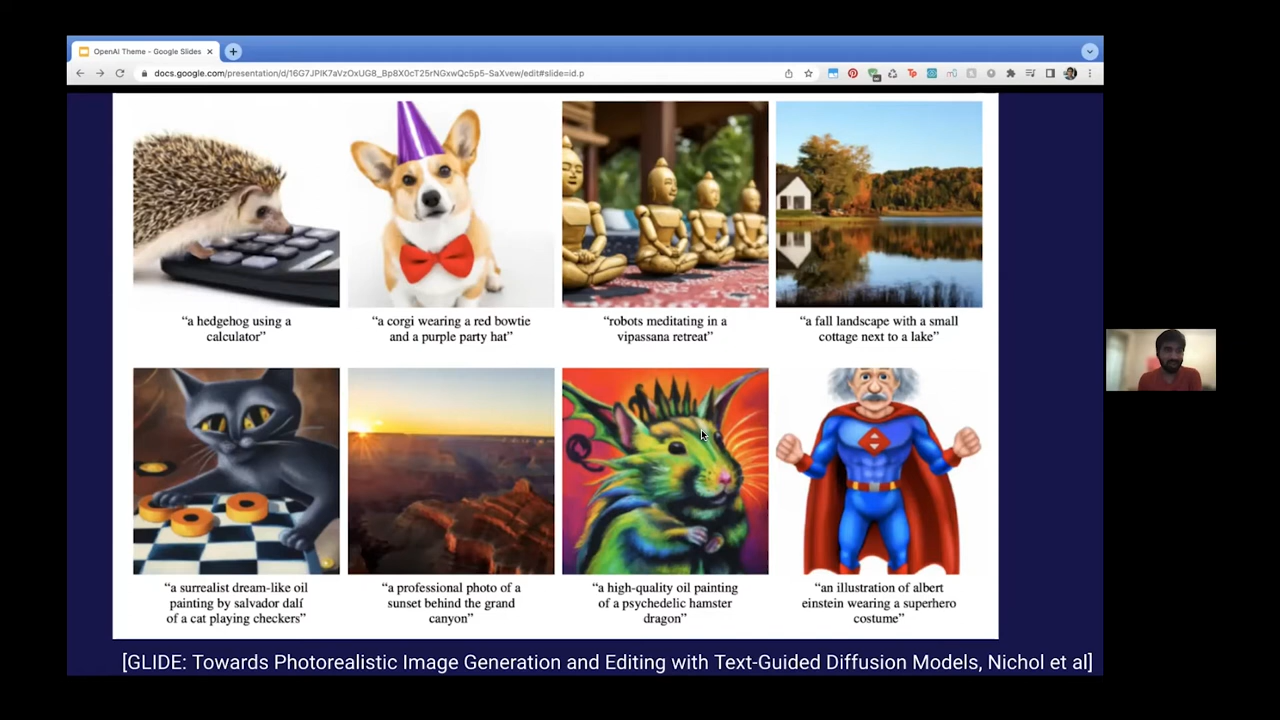 OpenAI Theme - Google Slides
docs.google.com/presentation/d/16G7JPIK7aVzOxUG8_Bp8X0cT25rNGxwQc5p5-SaXvew/edit#slide=id.p
“a hedgehog using a
calculator”
“a corgi wearing a red bowtie
and a purple party hat”
“robots meditating in a
vipassana retreat”
“a fall landscape with a small
cottage next to a lake”
“a surrealist dream-like oil
painting by salvador dalí
of a cat playing checkers”
“a professional photo of a
sunset behind the grand
canyon”
“a high-quality oil painting
of a psychedelic hamster
dragon”
“an illustration of albert
einstein wearing a superhero
costume”
[GLIDE: Towards Photorealistic Image Generation and Editing with Text-Guided Diffusion Models, Nichol et al]